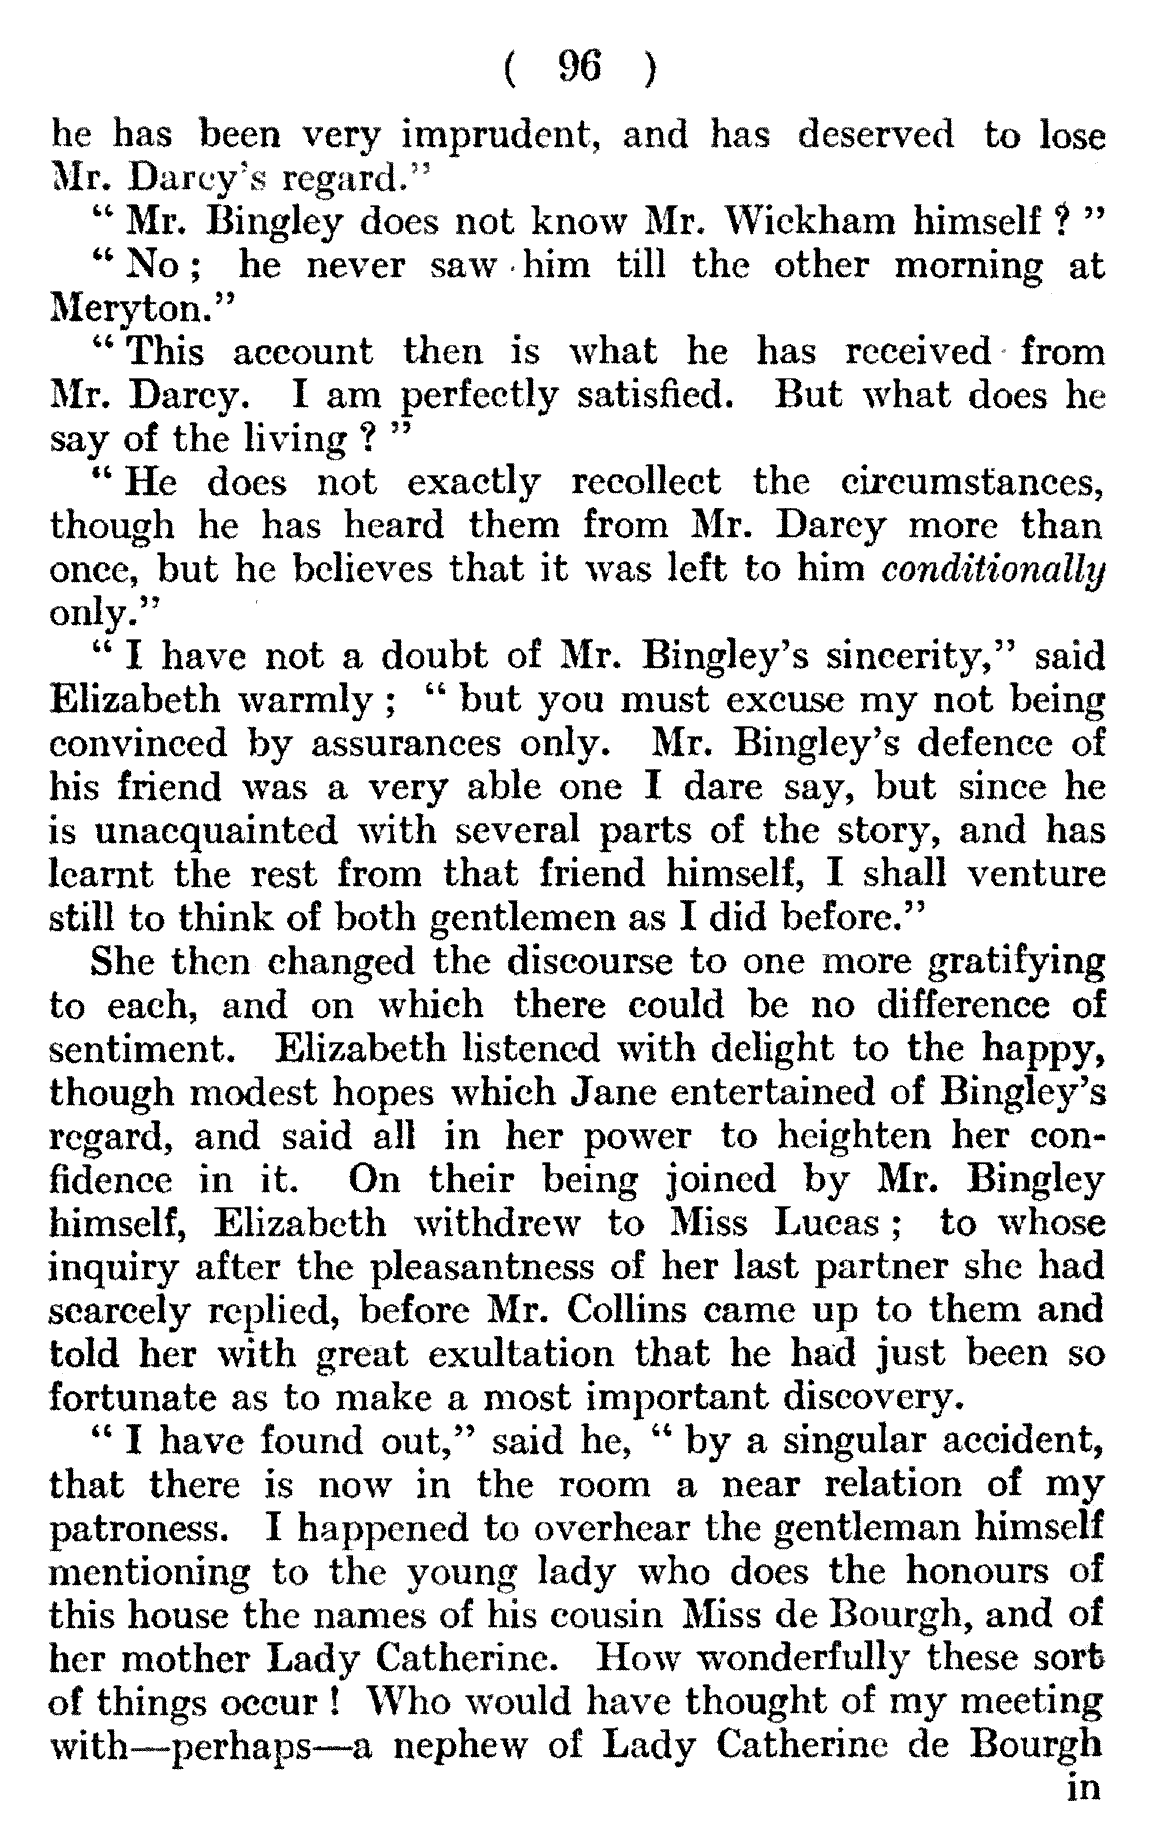 ( 96 )
he has been very imprudent, and has deserved to lose
Mr. Darcy's regard."
" Mr. Bingley does not know Mr. Wickham himself ? "
" No ; he never saw him till the other morning at
Meryton."
" This account then is what he has received from
Mr. Darcy. I am perfectly satisfied. But what does he
say of the living ? "
" He does not exactly recollect the circumstances,
though he has heard them from Mr. Darcy more than
once, but he believes that it was left to him conditionally
only."
" I have not a doubt of Mr. Bingley's sincerity," said
Elizabeth warmly ; " but you must excuse my not being
convinced by assurances only. Mr. Bingley's defence of
his friend was a very able one I dare say, but since he
is unacquainted with several parts of the story, and has
learnt the rest from that friend himself, I shall venture
still to think of both gentlemen as I did before."
She then changed the discourse to one more gratifying
to each, and on which there could be no difference of
sentiment. Elizabeth listened with delight to the happy,
though modest hopes which Jane entertained of Bingley's
regard, and said all in her power to heighten her con-
fidence in it. On their being joined by Mr. Bingley
himself, Elizabeth withdrew to Miss Lucas ; to whose
inquiry after the pleasantness of her last partner she had
scarcely replied, before Mr. Collins came up to them and
told her with great exultation that he had just been so
fortunate as to make a most important discovery.
" I have found out," said he, " by a singular accident,
that there is now in the room a near relation of my
patroness. I happened to overhear the gentleman himself
mentioning to the young lady who does the honours of
this house the names of his cousin Miss de Bourgh, and of
her mother Lady Catherine. How wonderfully these sort
of things occur ! Who would have thought of my meeting
with—perhaps—a nephew of Lady Catherine de Bourgh
in